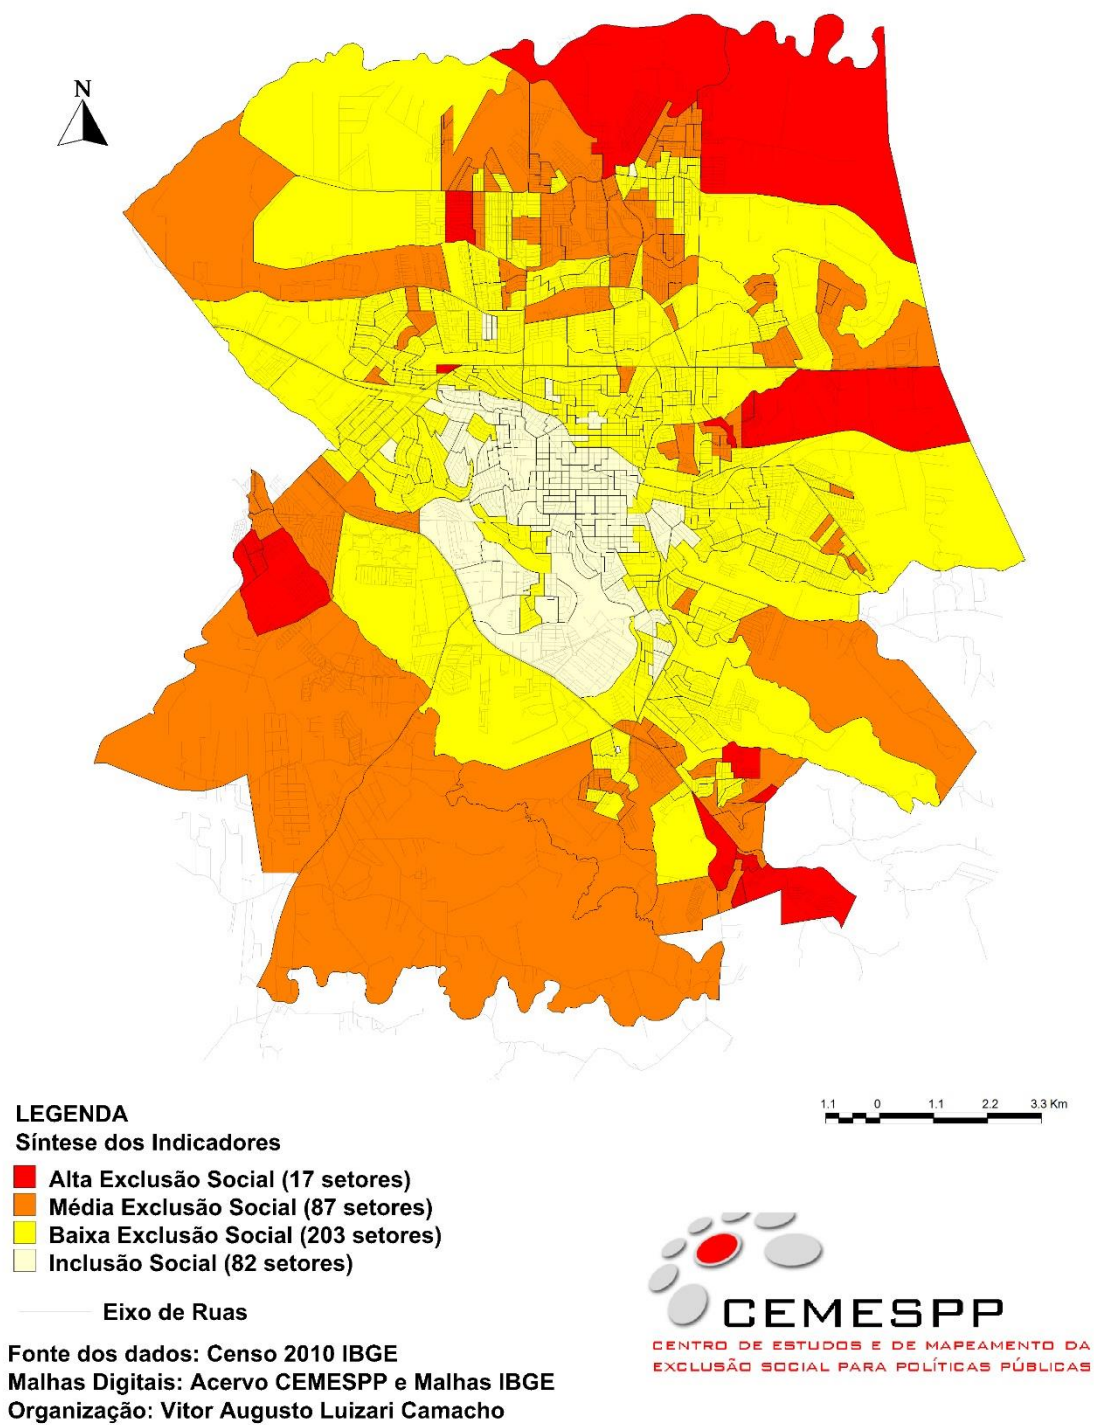 N
LEGENDA
Síntese dos Indicadores
Alta Exclusão Social (17 setores)
Média Exclusão Social (87 setores)
Baixa Exclusão Social (203 setores)
Inclusão Social (82 setores)
Eixo de Ruas
Fonte dos dados: Censo 2010 IBGE
Malhas Digitais: Acervo CEMESPP e Malhas IBGE
Organização: Vitor Augusto Luizari Camacho
1.1 0 1.1 2.2 3.3 Km
CEMESPP
CENTRO DE ESTUDOS E DE MAPEAMENTO DA
EXCLUSÃO SOCIAL PARA POLÍTICAS PÚBLICAS